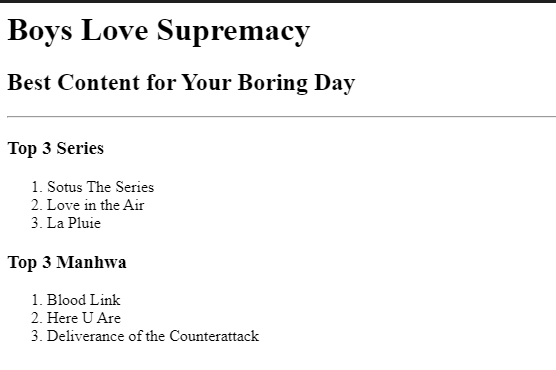 Boys Love Supremacy
Best Content for Your Boring Day
Top 3 Series
1. Sotus The Series
2. Love in the Air
3. La Pluie
Top 3 Manhwa
1. Blood Link
2. Here U Are
3. Deliverance of the Counterattack